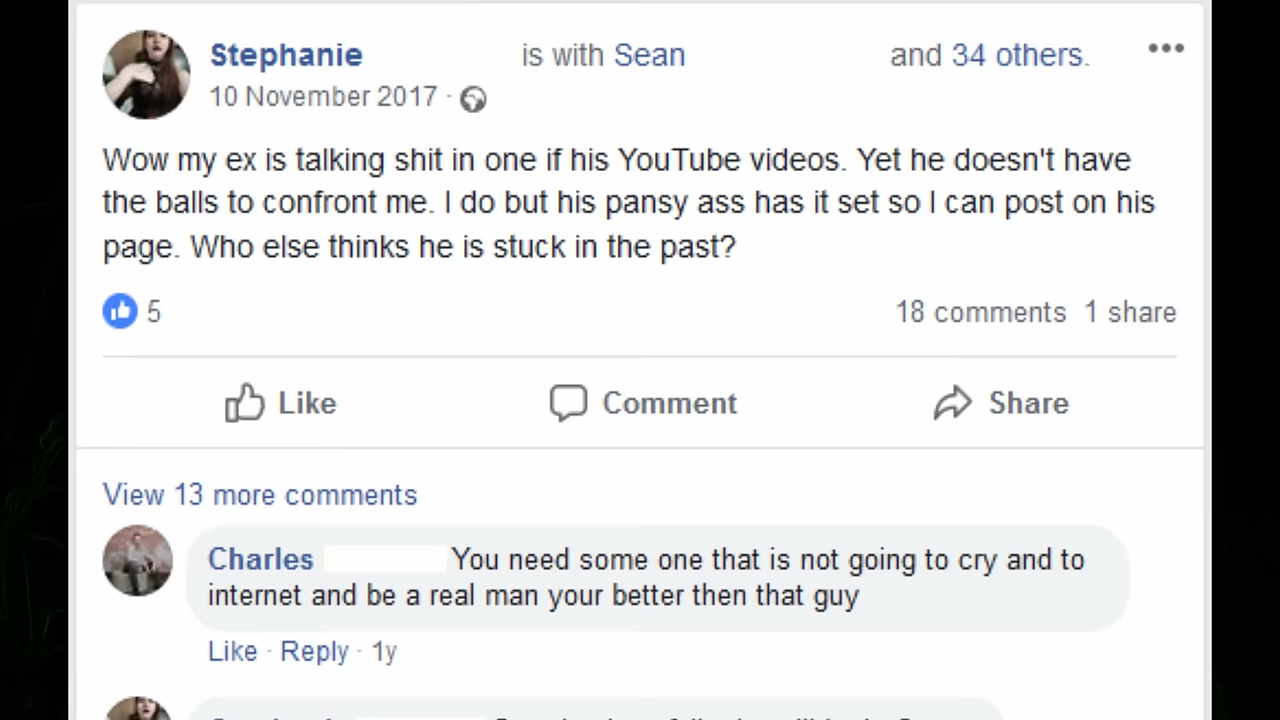 Stephanie is with Sean and 34 others.
10 November 2017 ·
Wow my ex is talking shit in one if his YouTube videos. Yet he doesn't have
the balls to confront me. I do but his pansy ass has it set so I can post on his
page. Who else thinks he is stuck in the past?
5 18 comments 1 share
Like Comment Share
View 13 more comments
Charles You need some one that is not going to cry and to
internet and be a real man your better then that guy
Like · Reply · 1y